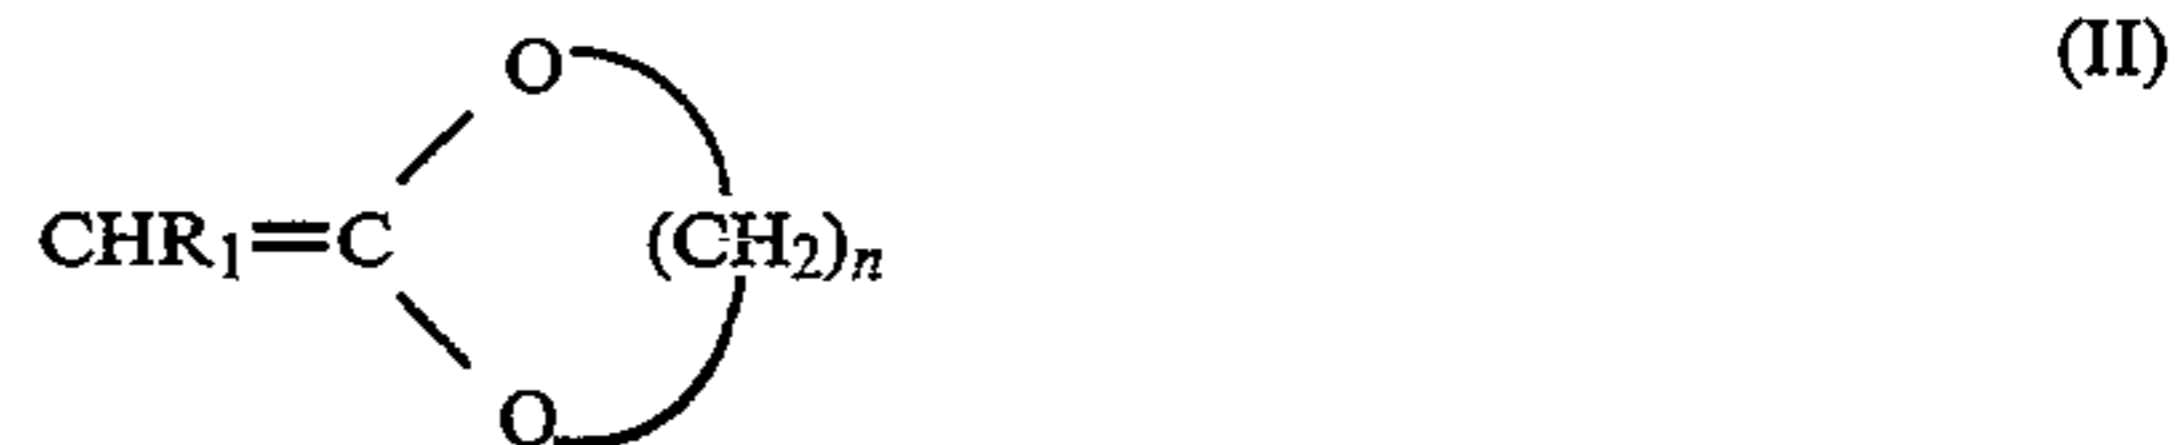 O (II)
CHR₁=C (CH₂)ₙ
O